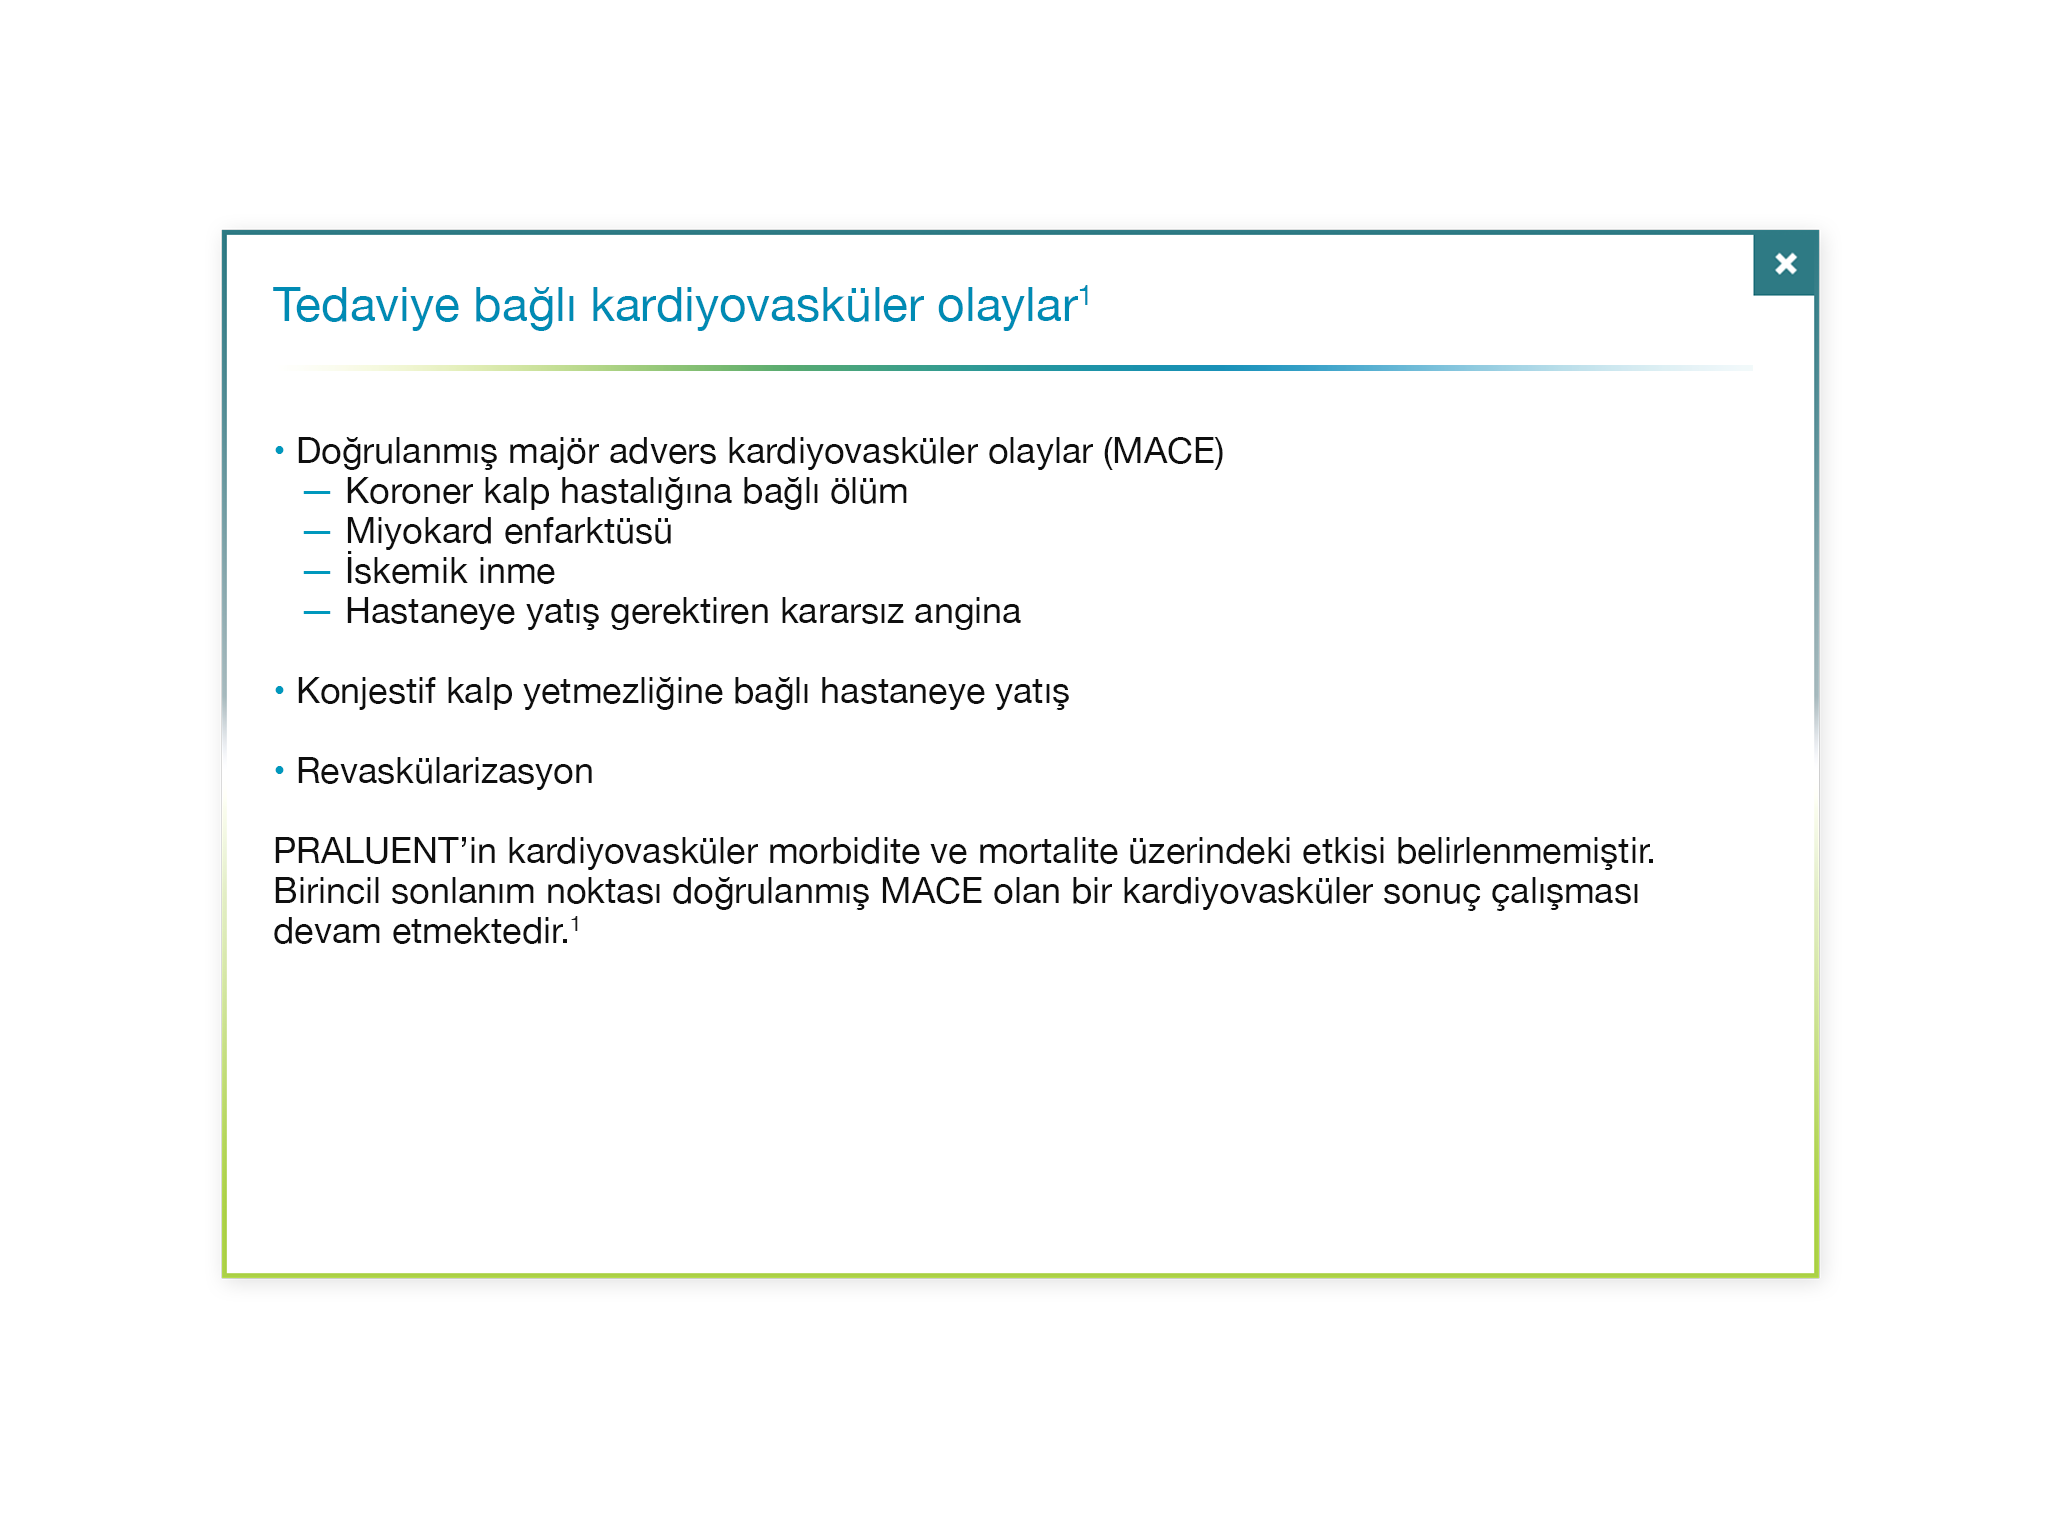 Tedaviye bağlı kardiyovasküler olaylar¹
• Doğrulanmış majör advers kardiyovasküler olaylar (MACE)
— Koroner kalp hastalığına bağlı ölüm
— Miyokard enfarktüsü
— İskemik inme
— Hastaneye yatış gerektiren kararsız angina
• Konjestif kalp yetmezliğine bağlı hastaneye yatış
• Revaskülarizasyon
PRALUENT’in kardiyovasküler morbidite ve mortalite üzerindeki etkisi belirlenmemiştir.
Birincil sonlanım noktası doğrulanmış MACE olan bir kardiyovasküler sonuç çalışması
devam etmektedir.¹